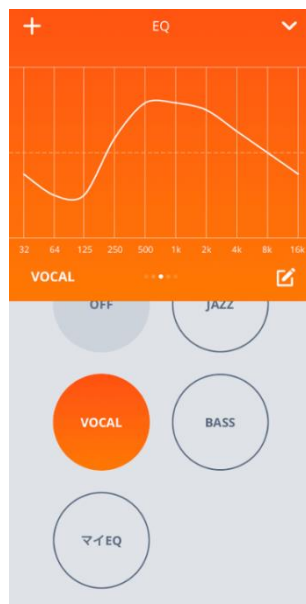 EQ
32 64 125 250 500 1k 2k 4k 8k 16k
VOCAL
OFF JAZZ
VOCAL BASS
マイEQ